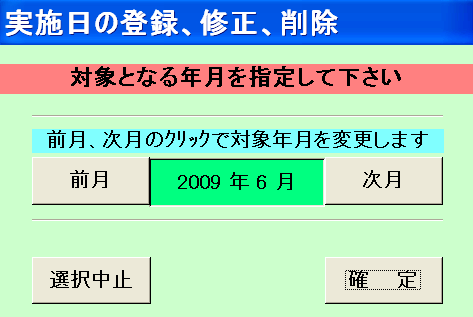 実施日の登録、修正、削除
対象となる年月を指定して下さい
前月、次月のｸﾘｯｸで対象年月を変更します
前月 2009 年 6 月 次月
選択中止 確　定